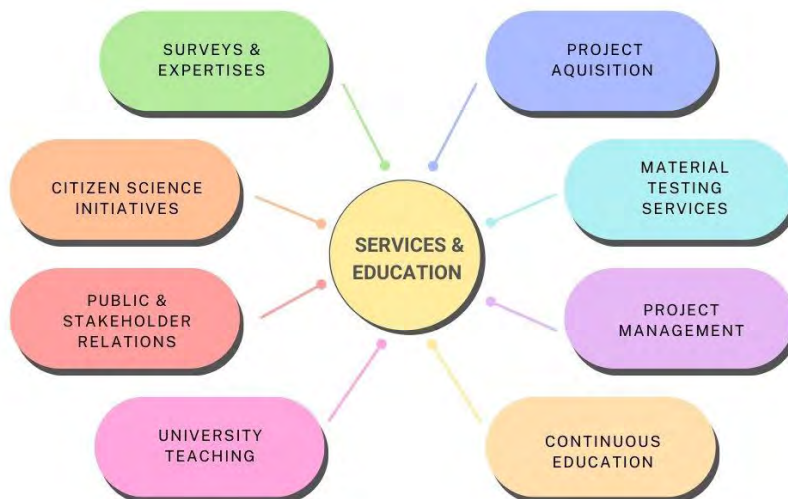 SURVEYS &
EXPERTISES
PROJECT
AQUISITION
CITIZEN SCIENCE
INITIATIVES
MATERIAL
TESTING
SERVICES
SERVICES &
EDUCATION
PUBLIC &
STAKEHOLDER
RELATIONS
PROJECT
MANAGEMENT
UNIVERSITY
TEACHING
CONTINUOUS
EDUCATION